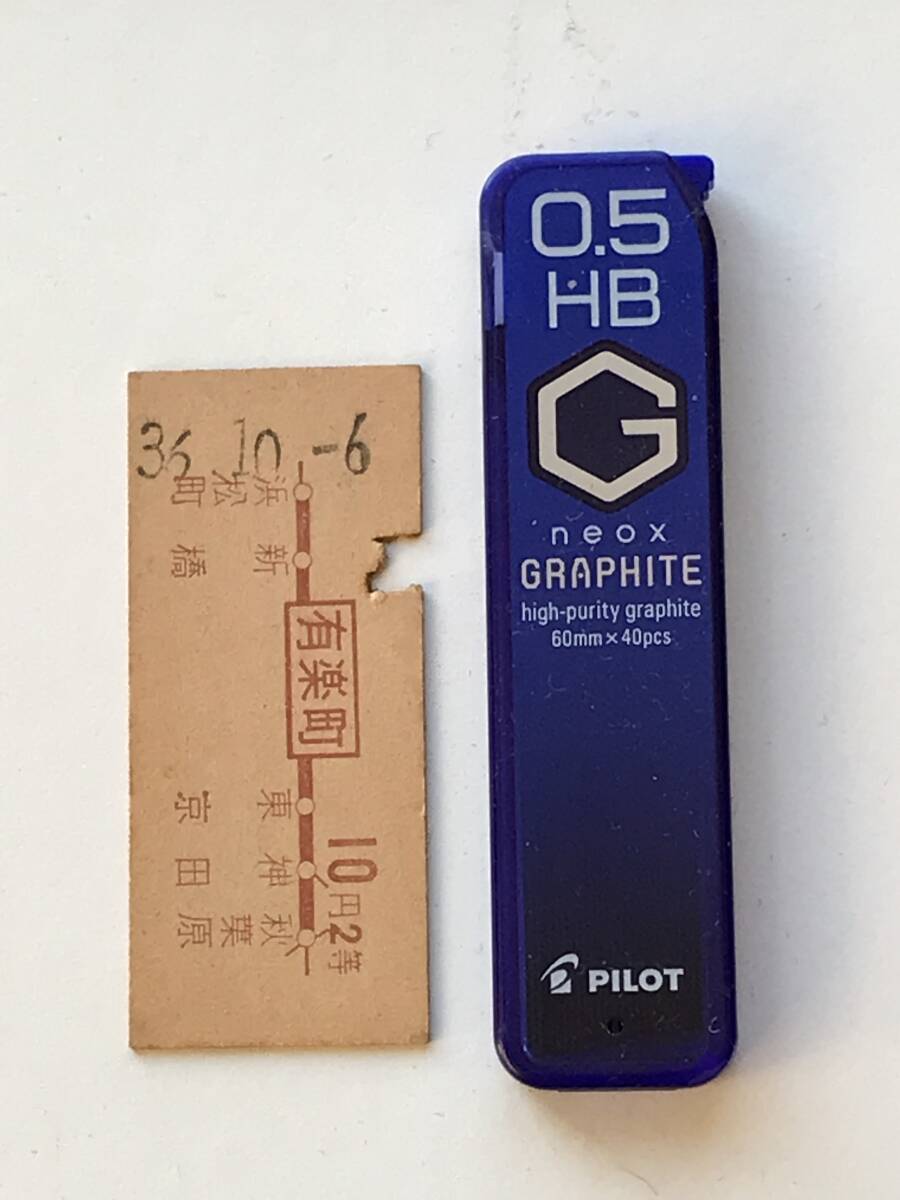 36.10.-6
浜松町
新橋
有楽町
東京
神田
秋葉原
10円2等
0.5
HB
G
neox
GRAPHITE
high-purity graphite
60mm×40pcs
PILOT